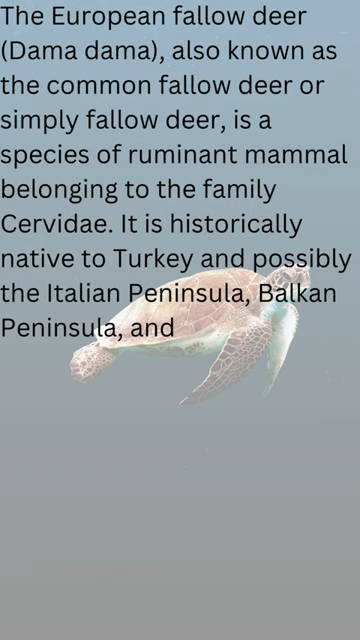 The European fallow deer
(Dama dama), also known as
the common fallow deer or
simply fallow deer, is a
species of ruminant mammal
belonging to the family
Cervidae. It is historically
native to Turkey and possibly
the Italian Peninsula, Balkan
Peninsula, and